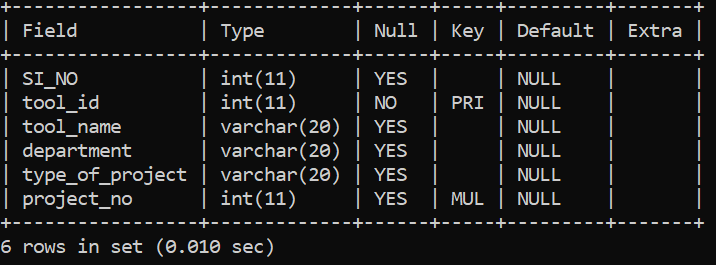 +-----------------+-------------+------+-----+---------+-------+
| Field           | Type        | Null | Key | Default | Extra |
+-----------------+-------------+------+-----+---------+-------+
| SI_NO           | int(11)     | YES  |     | NULL    |       |
| tool_id         | int(11)     | NO   | PRI | NULL    |       |
| tool_name       | varchar(20) | YES  |     | NULL    |       |
| department      | varchar(20) | YES  |     | NULL    |       |
| type_of_project | varchar(20) | YES  |     | NULL    |       |
| project_no      | int(11)     | YES  | MUL | NULL    |       |
+-----------------+-------------+------+-----+---------+-------+
6 rows in set (0.010 sec)